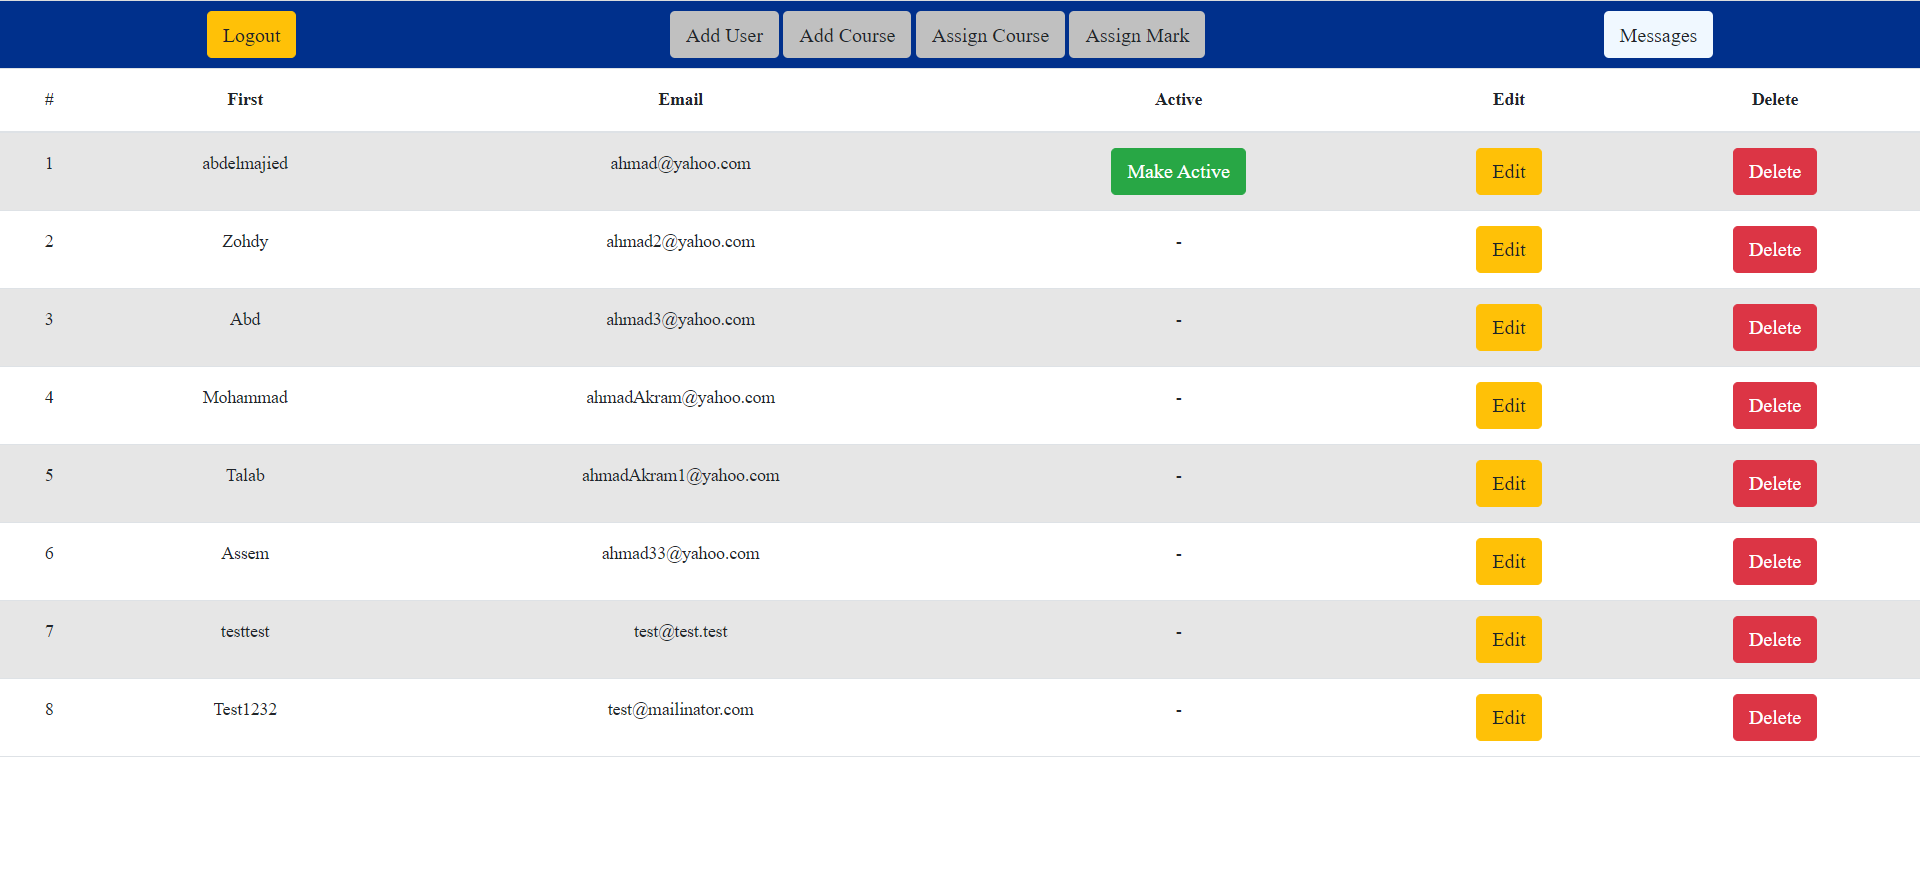 Logout Add User Add Course Assign Course Assign Mark Messages
# First Email Active Edit Delete
1 abdelmajied ahmad@yahoo.com Make Active Edit Delete
2 Zohdy ahmad2@yahoo.com - Edit Delete
3 Abd ahmad3@yahoo.com - Edit Delete
4 Mohammad ahmadAkram@yahoo.com - Edit Delete
5 Talab ahmadAkram1@yahoo.com - Edit Delete
6 Assem ahmad33@yahoo.com - Edit Delete
7 testtest test@test.test - Edit Delete
8 Test1232 test@mailinator.com - Edit Delete